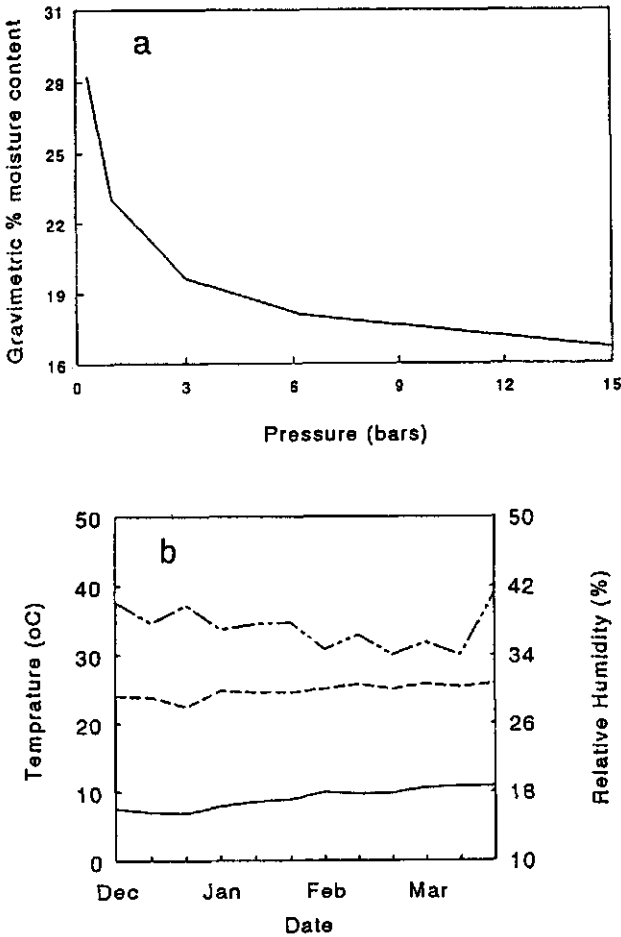 a
Gravimetric % moisture content
31
28
25
22
19
16
0 3 6 9 12 15
Pressure (bars)
b
Temprature (oC)
50
40
30
20
10
0
50
42
34
26
18
10
Relative Humidity (%)
Dec Jan Feb Mar
Date